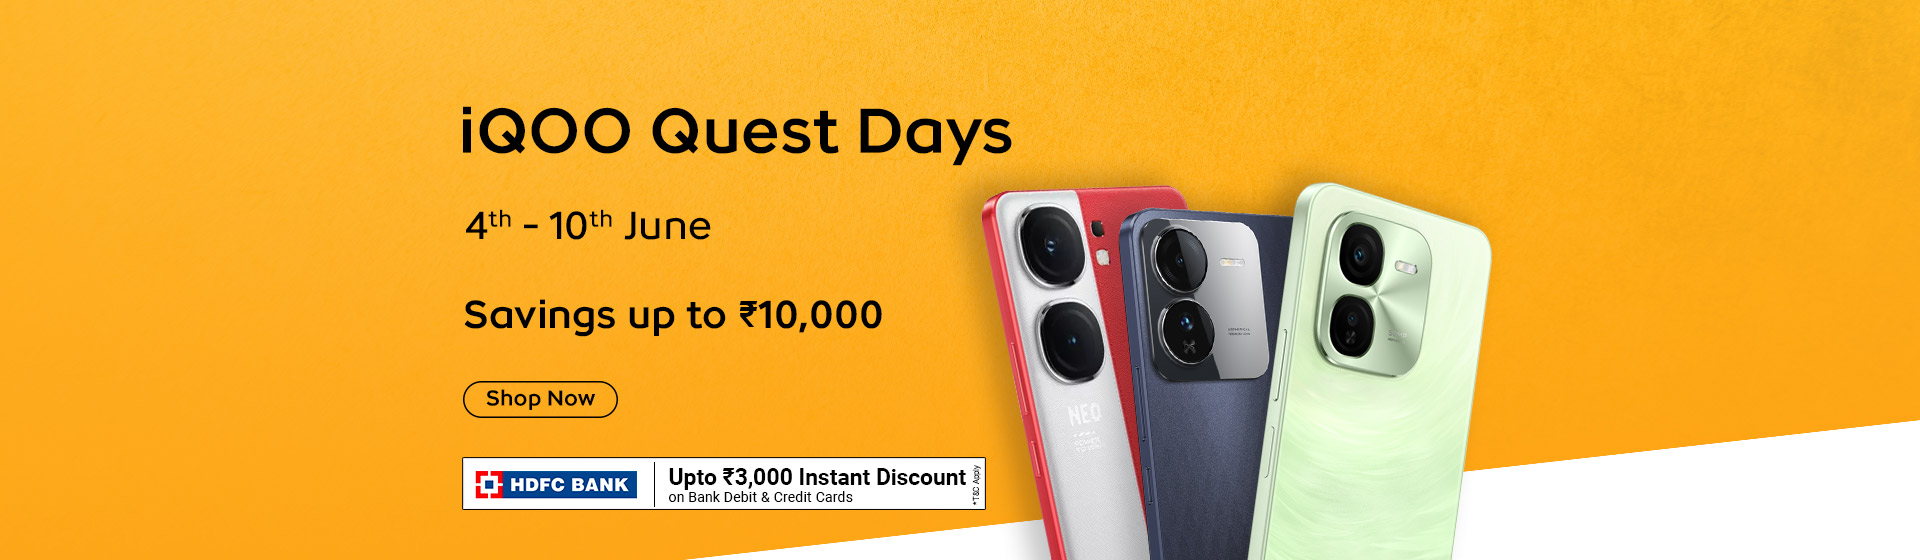 iQOO Quest Days
4th - 10th June
Savings up to ₹10,000
Shop Now
HDFC BANK
Upto ₹3,000 Instant Discount
on Bank Debit & Credit Cards
*T&C Apply
NEO